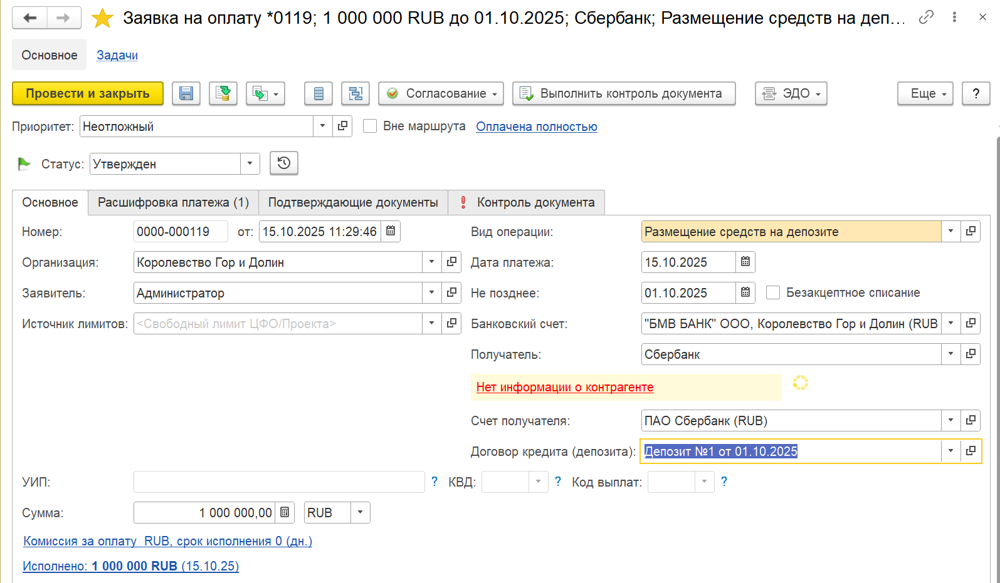 Заявка на оплату *0119; 1 000 000 RUB до 01.10.2025; Сбербанк; Размещение средств на деп...
Основное Задачи
Провести и закрыть Согласование Выполнить контроль документа ЭДО Еще ?
Приоритет: Неотложный Вне маршрута Оплачена полностью
Статус: Утвержден
Основное Расшифровка платежа (1) Подтверждающие документы Контроль документа
Номер: 0000-000119 от: 15.10.2025 11:29:46 Вид операции: Размещение средств на депозите
Организация: Королевство Гор и Долин Дата платежа: 15.10.2025
Заявитель: Администратор Не позднее: 01.10.2025 Безакцептное списание
Источник лимитов: <Свободный лимит ЦФО/Проекта> Банковский счет: "БМВ БАНК" ООО, Королевство Гор и Долин (RUB
Получатель: Сбербанк
Нет информации о контрагенте
Счет получателя: ПАО Сбербанк (RUB)
Договор кредита (депозита): Депозит №1 от 01.10.2025
УИП: ? КВД: ? Код выплат: ?
Сумма: 1 000 000,00 RUB
Комиссия за оплату  RUB, срок исполнения 0 (дн.)
Исполнено: 1 000 000 RUB (15.10.25)